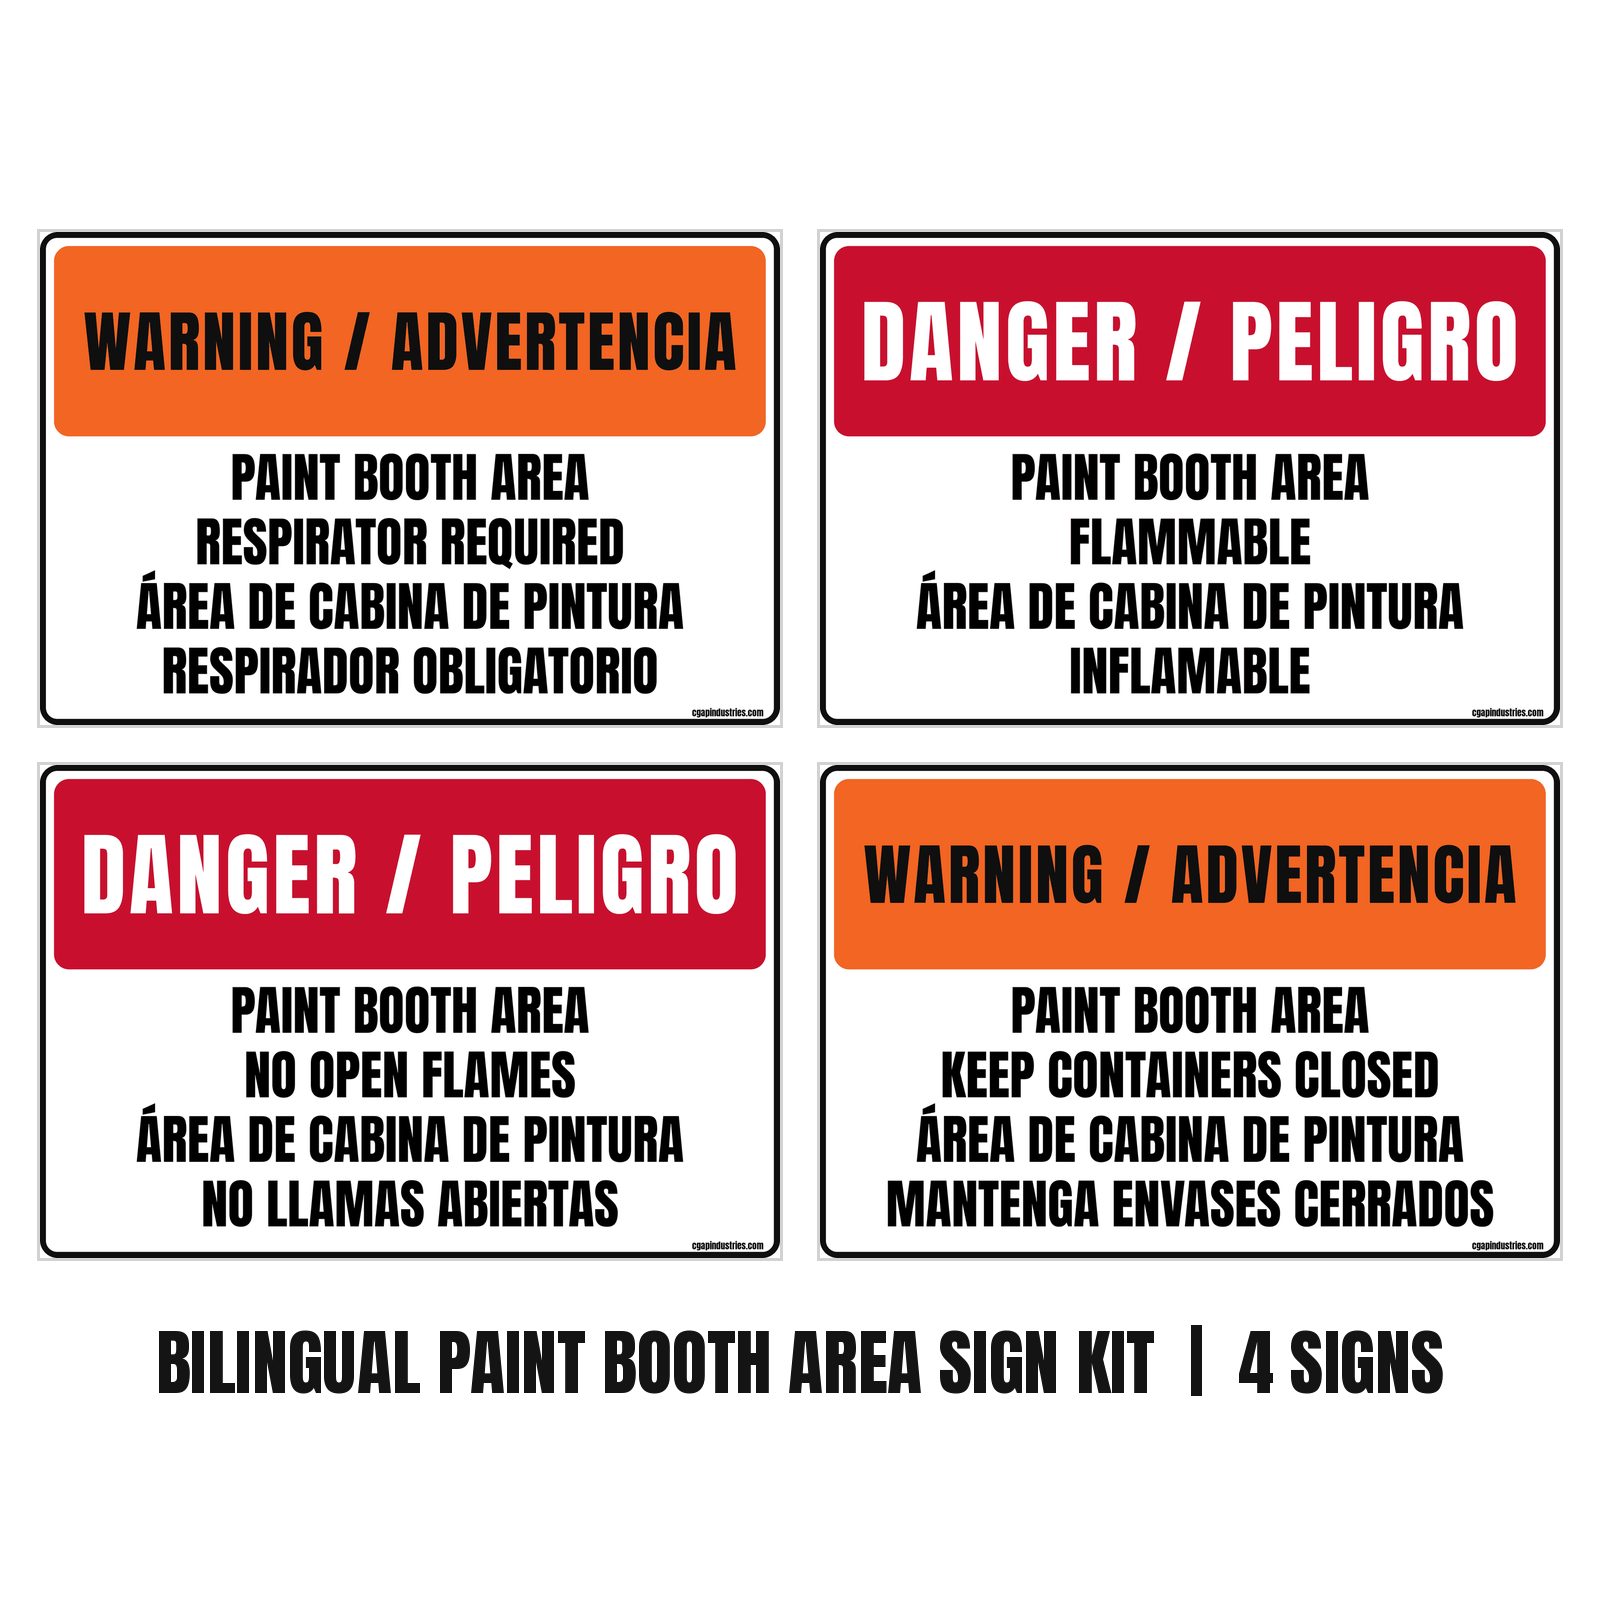 WARNING / ADVERTENCIA
PAINT BOOTH AREA
RESPIRATOR REQUIRED
ÁREA DE CABINA DE PINTURA
RESPIRADOR OBLIGATORIO
cgapindustries.com
DANGER / PELIGRO
PAINT BOOTH AREA
FLAMMABLE
ÁREA DE CABINA DE PINTURA
INFLAMABLE
cgapindustries.com
DANGER / PELIGRO
PAINT BOOTH AREA
NO OPEN FLAMES
ÁREA DE CABINA DE PINTURA
NO LLAMAS ABIERTAS
cgapindustries.com
WARNING / ADVERTENCIA
PAINT BOOTH AREA
KEEP CONTAINERS CLOSED
ÁREA DE CABINA DE PINTURA
MANTENGA ENVASES CERRADOS
cgapindustries.com
BILINGUAL PAINT BOOTH AREA SIGN KIT | 4 SIGNS